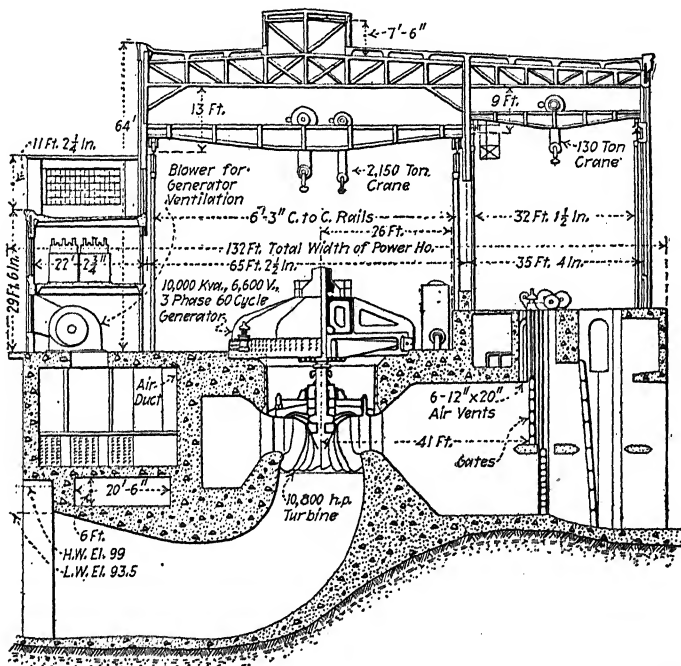 7'-6"
13 Ft.
9 Ft.
64'
11 Ft. 2¼ In.
130 Ton
Crane
Blower for
Generator
Ventilation
2,150 Ton
Crane
6'-3" C. to C. Rails
32 Ft. 1½ In.
26 Ft.
132 Ft. Total Width of Power Ho.
22' 2¾"
65 Ft. 2½ In.
35 Ft. 4 In.
29 Ft. 6 In.
10,000 Kva., 6,600 V.,
3 Phase 60 Cycle
Generator
Air
Duct
6-12" x 20"
Air Vents
41 Ft.
Gates
20'-6"
10,800 h.p.
Turbine
6 Ft.
H.W. El. 99
L.W. El. 93.5